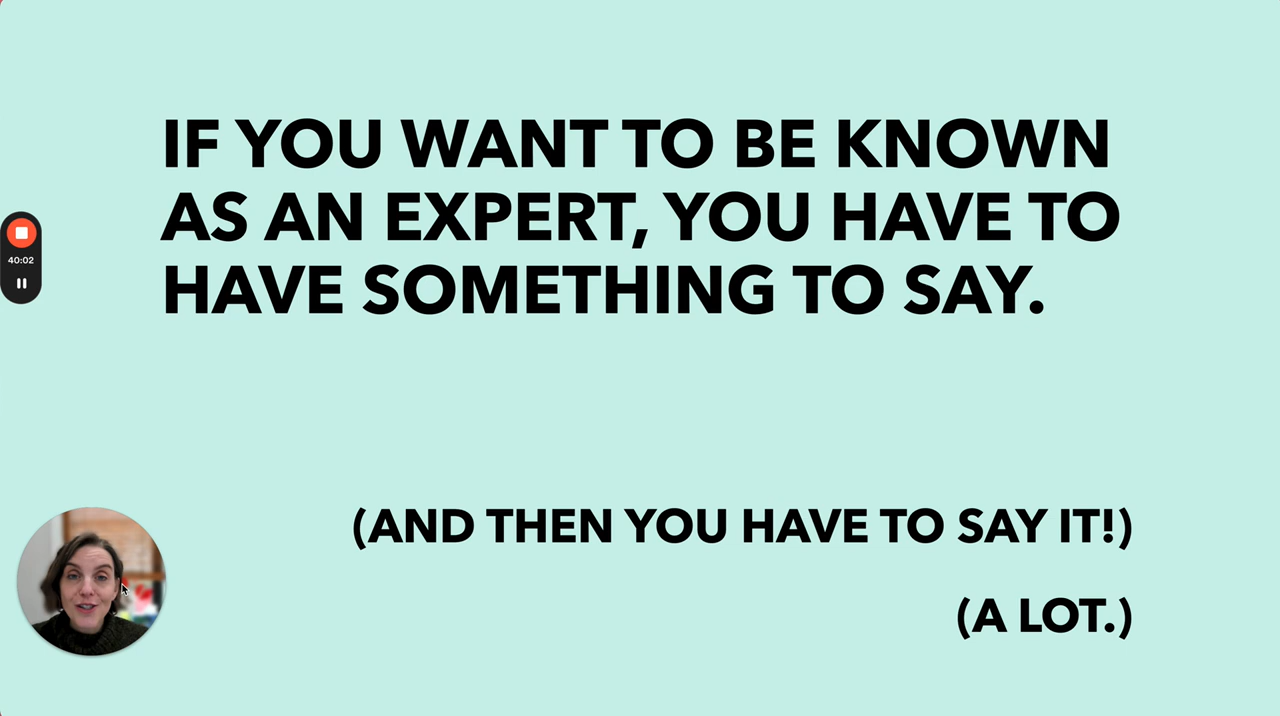 IF YOU WANT TO BE KNOWN
AS AN EXPERT, YOU HAVE TO
HAVE SOMETHING TO SAY.
40:02
(AND THEN YOU HAVE TO SAY IT!)
(A LOT.)